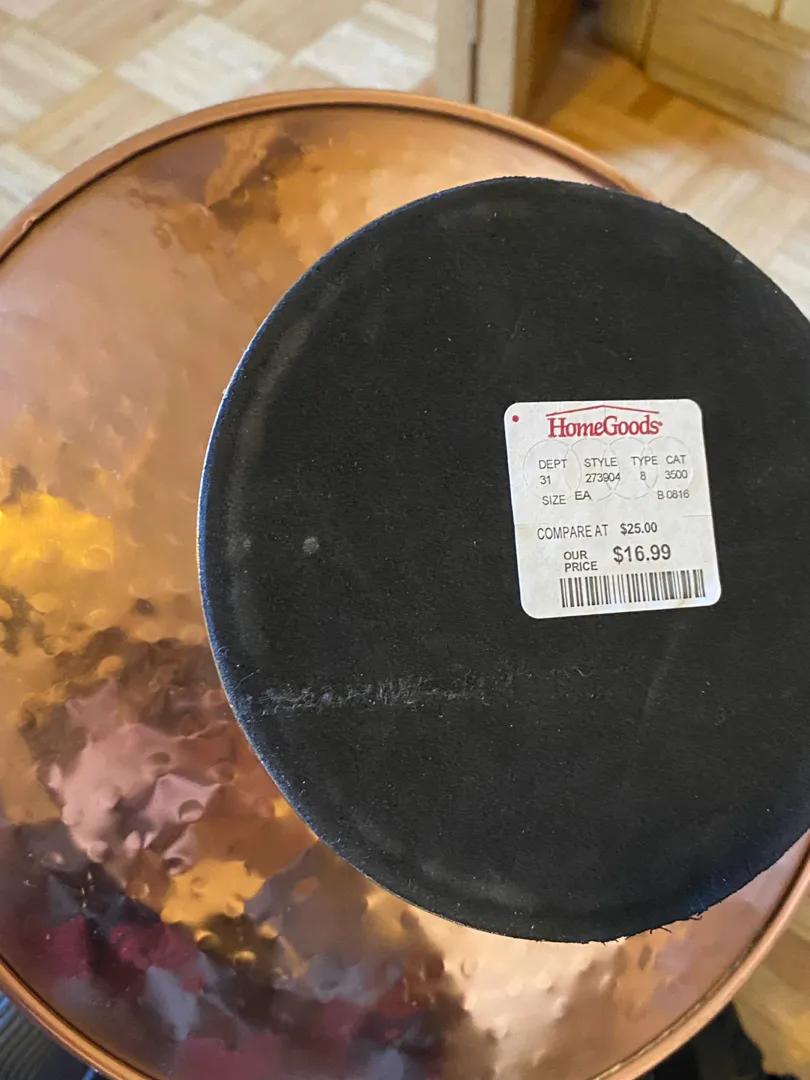 HomeGoods
DEPT STYLE TYPE CAT
31 273904 8 3500
SIZE EA B 0816
COMPARE AT $25.00
OUR PRICE $16.99